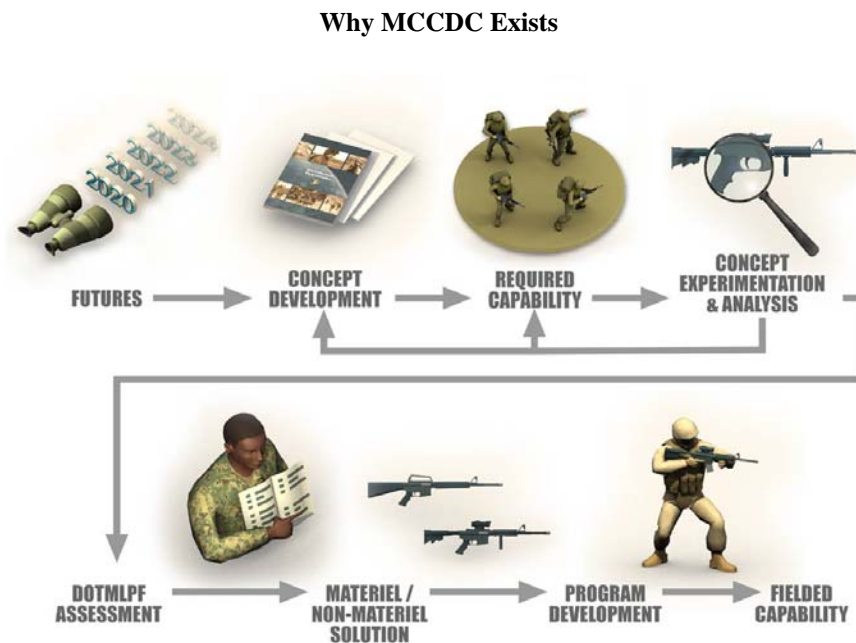 Why MCCDC Exists
2020
2021
2022
2023
FUTURES
CONCEPT
DEVELOPMENT
REQUIRED
CAPABILITY
CONCEPT
EXPERIMENTATION
& ANALYSIS
DOTMLPF
ASSESSMENT
MATERIEL /
NON-MATERIEL
SOLUTION
PROGRAM
DEVELOPMENT
FIELDED
CAPABILITY